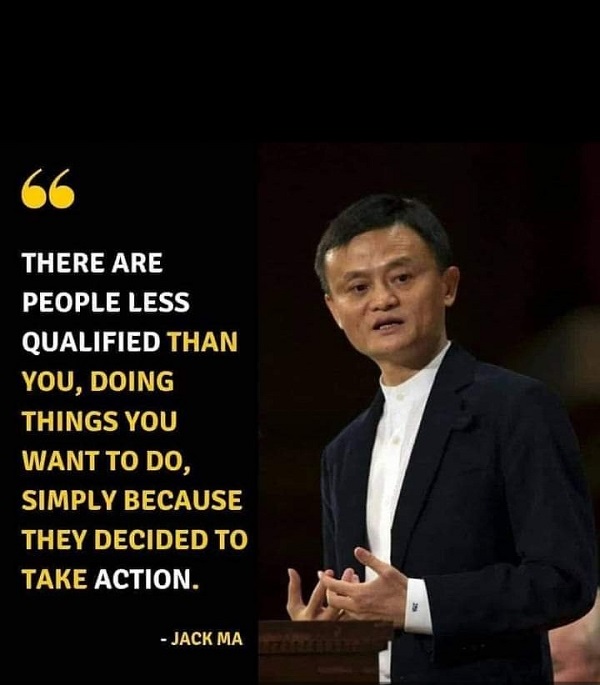 THERE ARE
PEOPLE LESS
QUALIFIED THAN
YOU, DOING
THINGS YOU
WANT TO DO,
SIMPLY BECAUSE
THEY DECIDED TO
TAKE ACTION.
- JACK MA